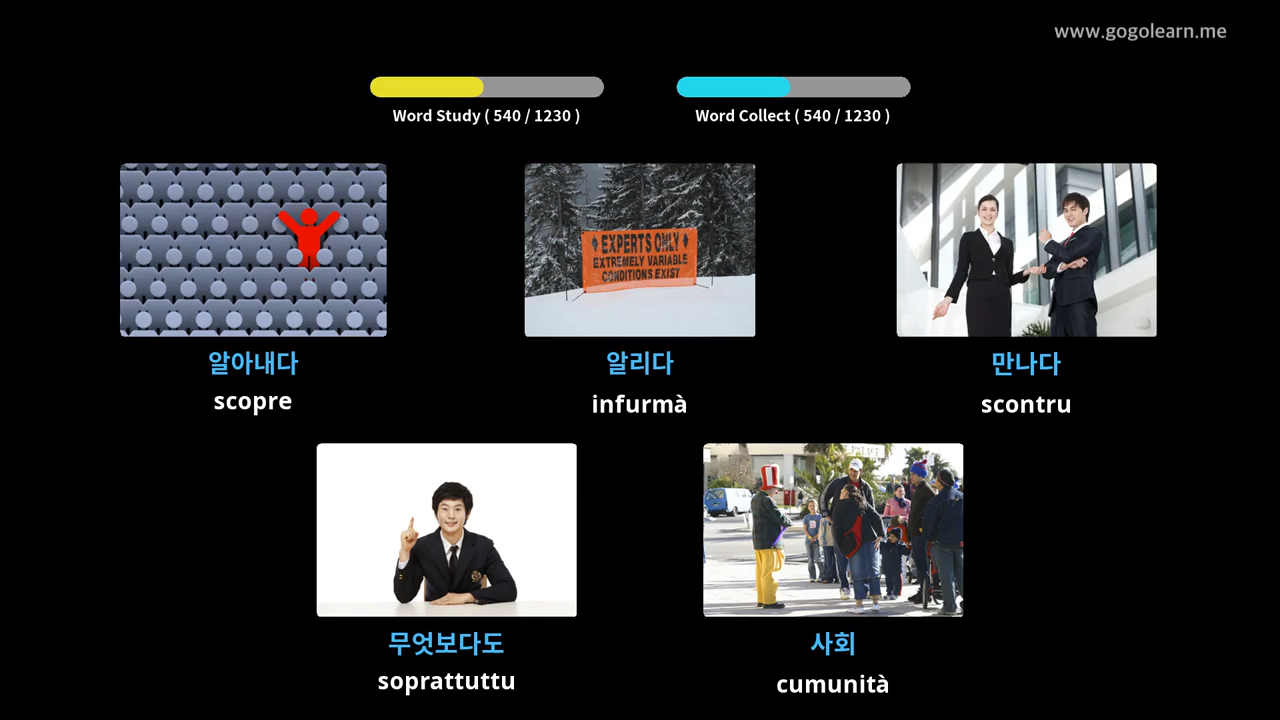 www.gogolearn.me
Word Study ( 540 / 1230 )
Word Collect ( 540 / 1230 )
EXPERTS ONLY
EXTREMELY VARIABLE
CONDITIONS EXIST
알아내다
scopre
알리다
infurmà
만나다
scontru
무엇보다도
soprattuttu
사회
cumunità